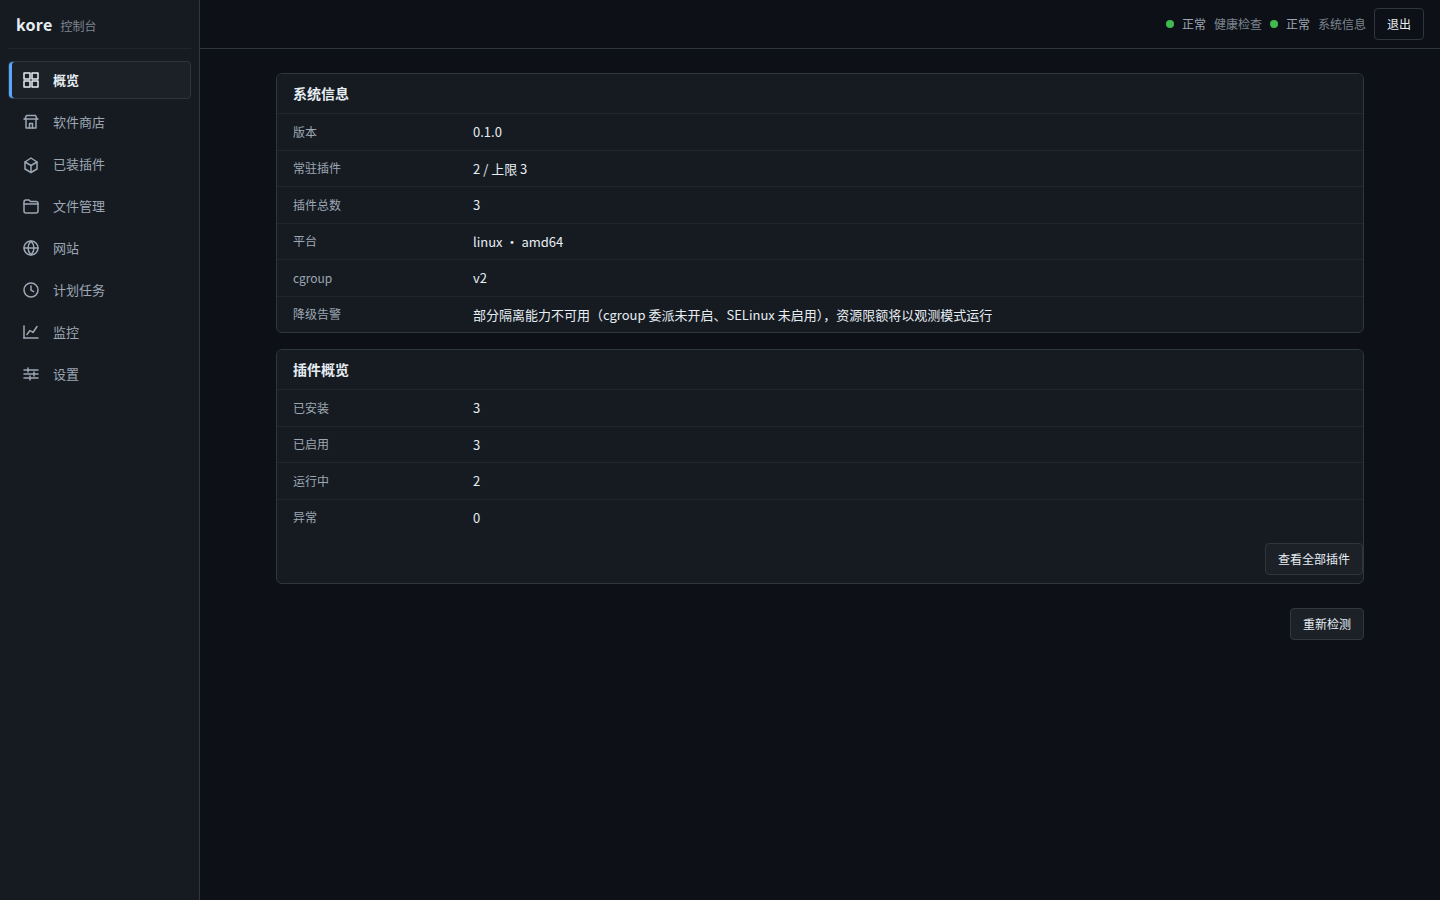 kore 控制台
正常 健康检查 正常 系统信息 退出
概览
软件商店
已装插件
文件管理
网站
计划任务
监控
设置
系统信息
版本 0.1.0
常驻插件 2 / 上限 3
插件总数 3
平台 linux · amd64
cgroup v2
降级告警 部分隔离能力不可用（cgroup 委派未开启、SELinux 未启用），资源限额将以观测模式运行
插件概览
已安装 3
已启用 3
运行中 2
异常 0
查看全部插件
重新检测